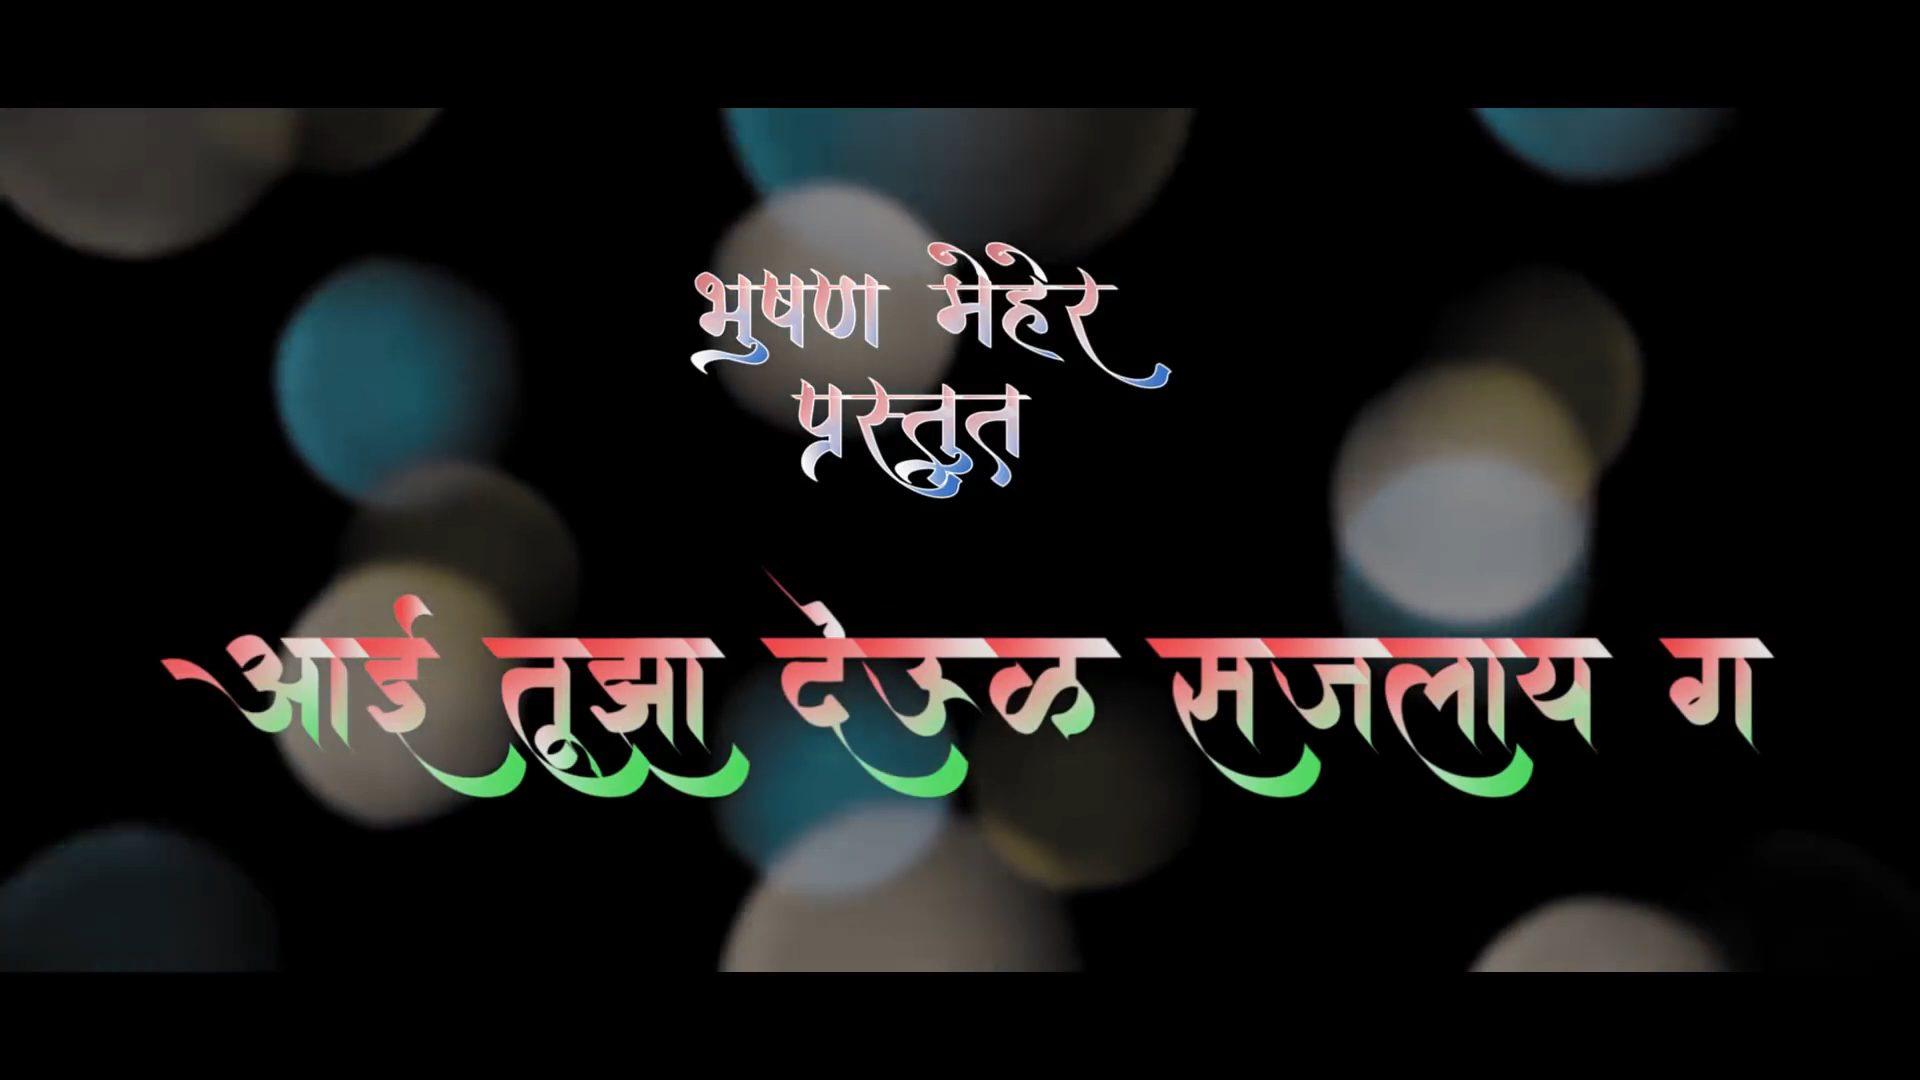 भुषण मेहेर
प्रस्तुत
आई तूझा देऊळ सजलाय ग